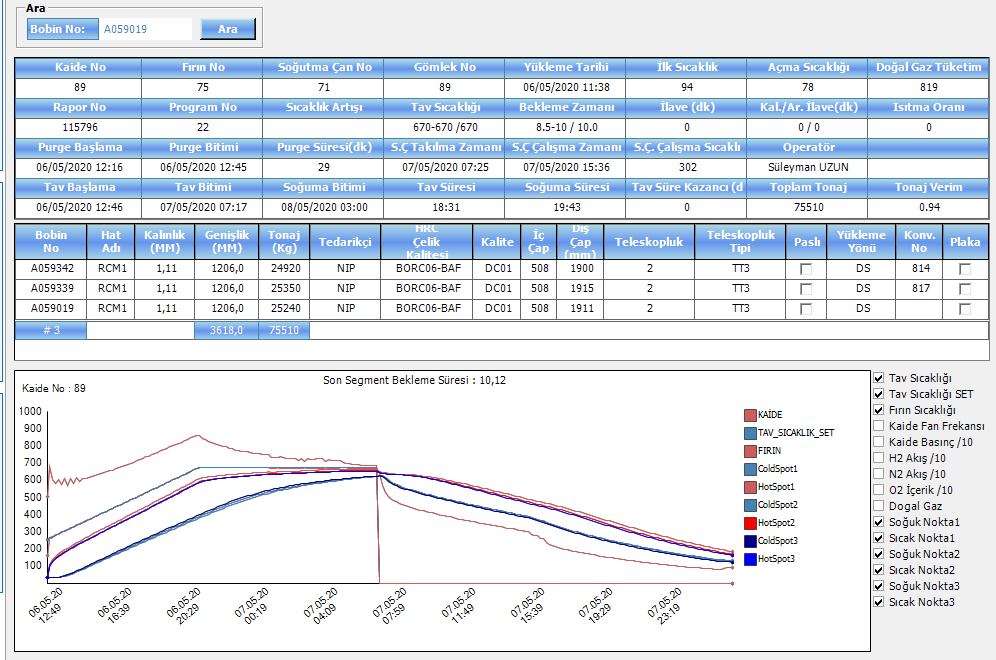 Ara
Bobin No: A059019 Ara
Kaide No Fırın No Soğutma Çan No Gömlek No Yükleme Tarihi İlk Sıcaklık Açma Sıcaklığı Doğal Gaz Tüketim
89 75 71 89 06/05/2020 11:38 94 78 819
Rapor No Program No Sıcaklık Artışı Tav Sıcaklığı Bekleme Zamanı İlave (dk) Kal./Ar. İlave(dk) Isıtma Oranı
115796 22 670-670 /670 8.5-10 / 10.0 0 0 / 0 0
Purge Başlama Purge Bitimi Purge Süresi(dk) S.Ç Takılma Zamanı S.Ç Çalışma Zamanı S.Ç. Çalışma Sıcaklı Operatör
06/05/2020 12:16 06/05/2020 12:45 29 07/05/2020 07:25 07/05/2020 15:36 302 Süleyman UZUN
Tav Başlama Tav Bitimi Soğuma Bitimi Tav Süresi Soğuma Süresi Tav Süre Kazancı (d Toplam Tonaj Tonaj Verim
06/05/2020 12:46 07/05/2020 07:17 08/05/2020 03:00 18:31 19:43 0 75510 0.94
Bobin No Hat Adı Kalınlık (MM) Genişlik (MM) Tonaj (Kg) Tedarikçi HRC Çelik Kalitesi Kalite İç Çap Dış Çap (mm) Teleskopluk Teleskopluk Tipi Paslı Yükleme Yönü Konv. No Plaka
A059342 RCM1 1,11 1206,0 24920 NIP BORC06-BAF DC01 508 1900 2 TT3 DS 814
A059339 RCM1 1,11 1206,0 25350 NIP BORC06-BAF DC01 508 1915 2 TT3 DS 817
A059019 RCM1 1,11 1206,0 25240 NIP BORC06-BAF DC01 508 1911 2 TT3 DS
# 3 3618,0 75510
Son Segment Bekleme Süresi : 10,12
Kaide No : 89
1000
900
800
700
600
500
400
300
200
100
06.05.20 12:49
06.05.20 16:39
06.05.20 20:29
07.05.20 00:19
07.05.20 04:09
07.05.20 07:59
07.05.20 11:49
07.05.20 15:39
07.05.20 19:29
07.05.20 23:19
KAİDE
TAV_SICAKLIK_SET
FIRIN
ColdSpot1
HotSpot1
ColdSpot2
HotSpot2
ColdSpot3
HotSpot3
Tav Sıcaklığı
Tav Sıcaklığı SET
Fırın Sıcaklığı
Kaide Fan Frekansı
Kaide Basınç /10
H2 Akış /10
N2 Akış /10
O2 İçerik /10
Dogal Gaz
Soğuk Nokta1
Sıcak Nokta1
Soğuk Nokta2
Sıcak Nokta2
Soğuk Nokta3
Sıcak Nokta3